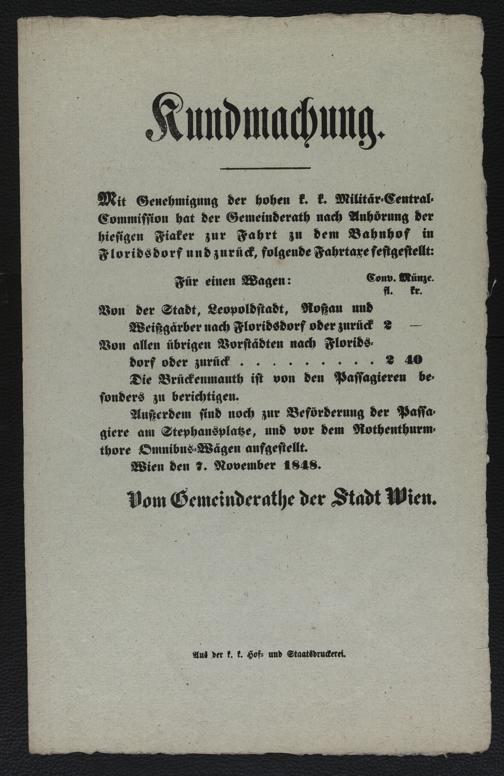 Kundmachung.
Mit Genehmigung der hohen k. k. Militär-Central-
Commission hat der Gemeinderath nach Anhörung der
hiesigen Fiaker zur Fahrt zu dem Bahnhof in
Floridsdorf und zurück, folgende Fahrtaxe festgestellt:
Für einen Wagen: Conv. Münze.
fl. kr.
Von der Stadt, Leopoldstadt, Roßau und
Weißgärber nach Floridsdorf oder zurück 2 —
Von allen übrigen Vorstädten nach Florids-
dorf oder zurück . . . . . . . . . 2 40
Die Brückenmauth ist von den Passagieren be-
sonders zu berichtigen.
Außerdem sind noch zur Beförderung der Passa-
giere am Stephansplatze, und vor dem Rothenthurm-
thore Omnibus-Wägen aufgestellt.
Wien den 7. November 1848.
Vom Gemeinderathe der Stadt Wien.
Aus der k. k. Hof- und Staatsdruckerei.